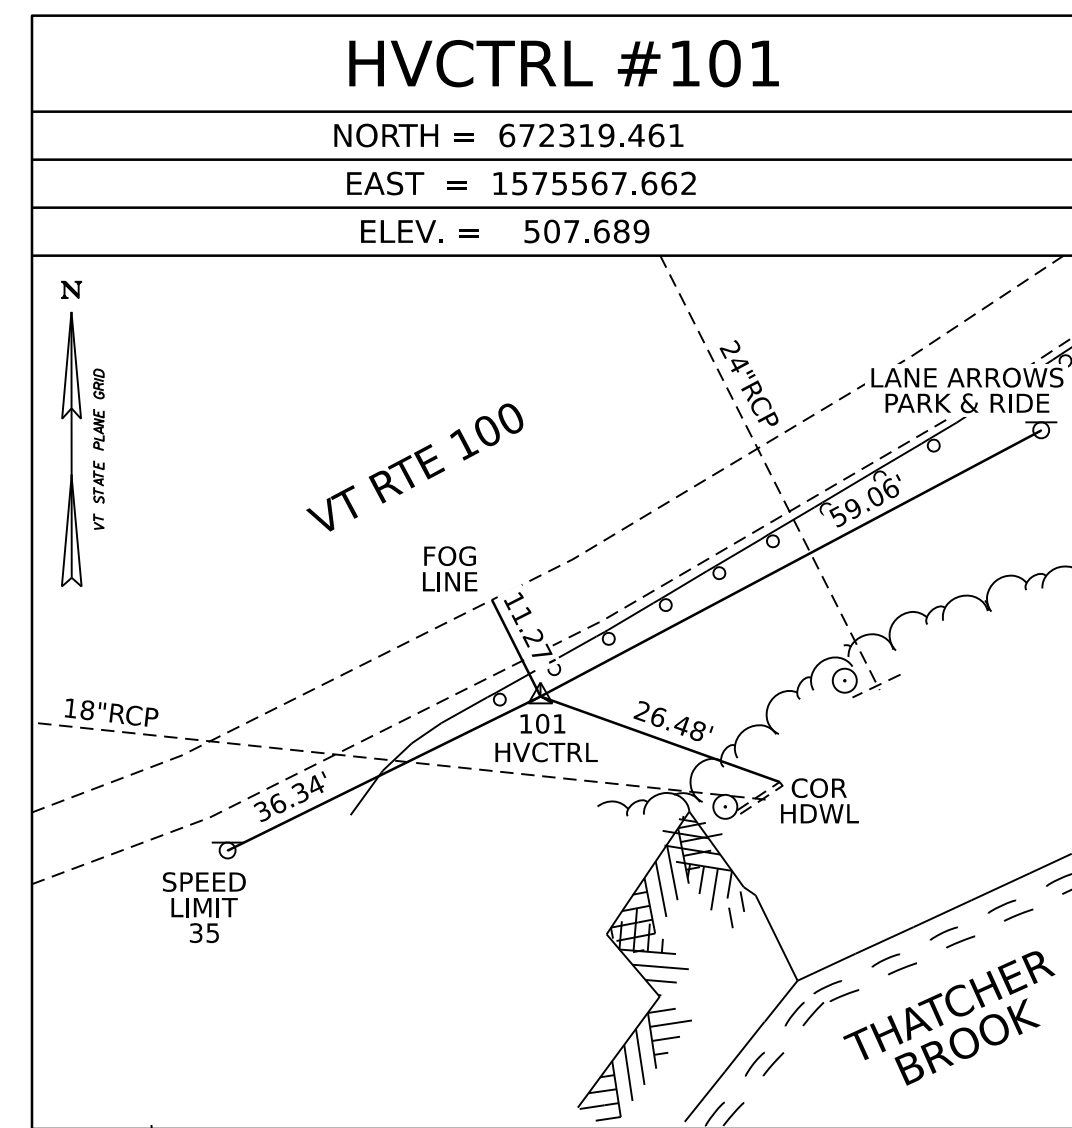 HVCTRL #101
NORTH = 672319.461
EAST = 1575567.662
ELEV. = 507.689
N
VT STATE PLANE GRID
24"RCP
LANE ARROWS
PARK & RIDE
VT RTE 100
59.06'
FOG
LINE
11.27'
18"RCP
101
HVCTRL
26.48'
36.34'
COR
HDWL
SPEED
LIMIT
35
THATCHER
BROOK